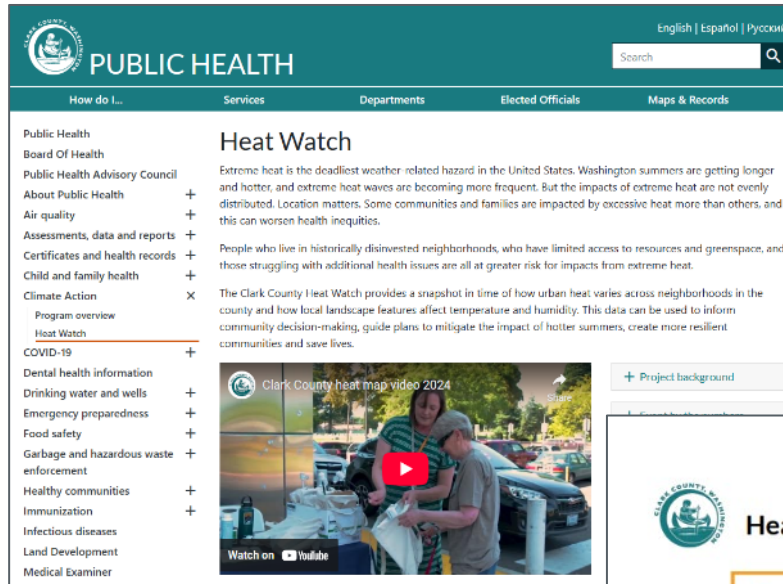 CLARK COUNTY, WASHINGTON
PUBLIC HEALTH
English | Español | Русский
Search
How do I...
Services
Departments
Elected Officials
Maps & Records
Public Health
Board Of Health
Public Health Advisory Council
About Public Health
Air quality
Assessments, data and reports
Certificates and health records
Child and family health
Climate Action
Program overview
Heat Watch
COVID-19
Dental health information
Drinking water and wells
Emergency preparedness
Food safety
Garbage and hazardous waste
enforcement
Healthy communities
Immunization
Infectious diseases
Land Development
Medical Examiner
Heat Watch
Extreme heat is the deadliest weather-related hazard in the United States. Washington summers are getting longer
and hotter, and extreme heat waves are becoming more frequent. But the impacts of extreme heat are not evenly
distributed. Location matters. Some communities and families are impacted by excessive heat more than others, and
this can worsen health inequities.
People who live in historically disinvested neighborhoods, who have limited access to resources and greenspace, and
those struggling with additional health issues are all at greater risk for impacts from extreme heat.
The Clark County Heat Watch provides a snapshot in time of how urban heat varies across neighborhoods in the
county and how local landscape features affect temperature and humidity. This data can be used to inform
community decision-making, guide plans to mitigate the impact of hotter summers, create more resilient
communities and save lives.
Clark County heat map video 2024
Share
Watch on YouTube
Project background
CLARK COUNTY, WASHINGTON
Hea